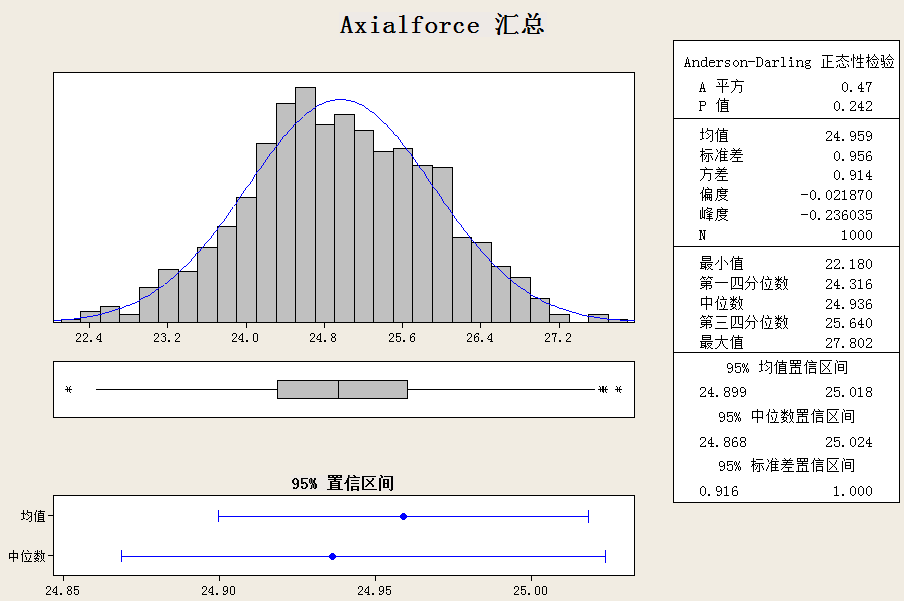 Axialforce 汇总
22.4 23.2 24.0 24.8 25.6 26.4 27.2
95% 置信区间
均值
中位数
24.85 24.90 24.95 25.00
Anderson-Darling 正态性检验
A 平方 0.47
P 值 0.242
均值 24.959
标准差 0.956
方差 0.914
偏度 -0.021870
峰度 -0.236035
N 1000
最小值 22.180
第一四分位数 24.316
中位数 24.936
第三四分位数 25.640
最大值 27.802
95% 均值置信区间
24.899 25.018
95% 中位数置信区间
24.868 25.024
95% 标准差置信区间
0.916 1.000